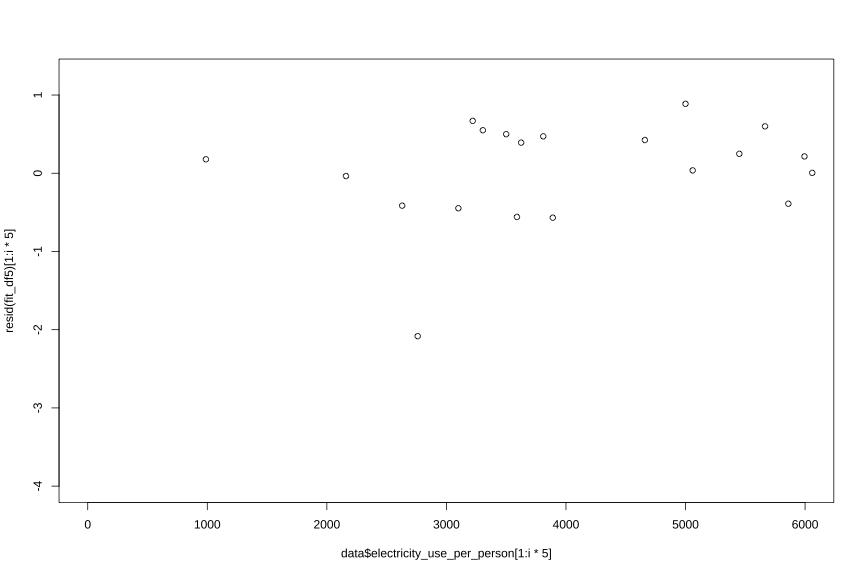 1
0
-1
-2
-3
-4
resid(fit_df5)[1:i * 5]
0 1000 2000 3000 4000 5000 6000
data$electricity_use_per_person[1:i * 5]